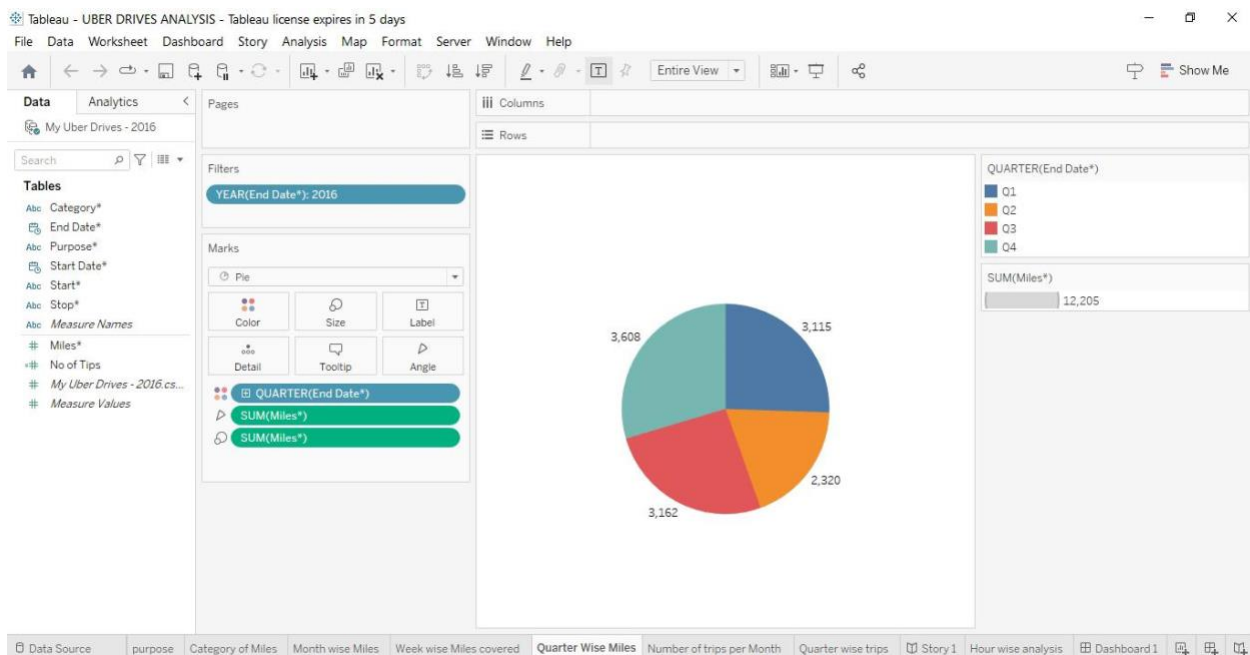 Tableau - UBER DRIVES ANALYSIS - Tableau license expires in 5 days
File Data Worksheet Dashboard Story Analysis Map Format Server Window Help
Entire View
Show Me
Data Analytics
My Uber Drives - 2016
Search
Tables
Abc Category*
End Date*
Abc Purpose*
Start Date*
Abc Start*
Abc Stop*
Abc Measure Names
# Miles*
=# No of Tips
# My Uber Drives - 2016.cs...
# Measure Values
Pages
Filters
YEAR(End Date*): 2016
Marks
Pie
Color Size Label
Detail Tooltip Angle
QUARTER(End Date*)
SUM(Miles*)
SUM(Miles*)
Columns
Rows
3,115
3,608
2,320
3,162
QUARTER(End Date*)
Q1
Q2
Q3
Q4
SUM(Miles*)
12,205
Data Source purpose Category of Miles Month wise Miles Week wise Miles covered Quarter Wise Miles Number of trips per Month Quarter wise trips Story 1 Hour wise analysis Dashboard 1